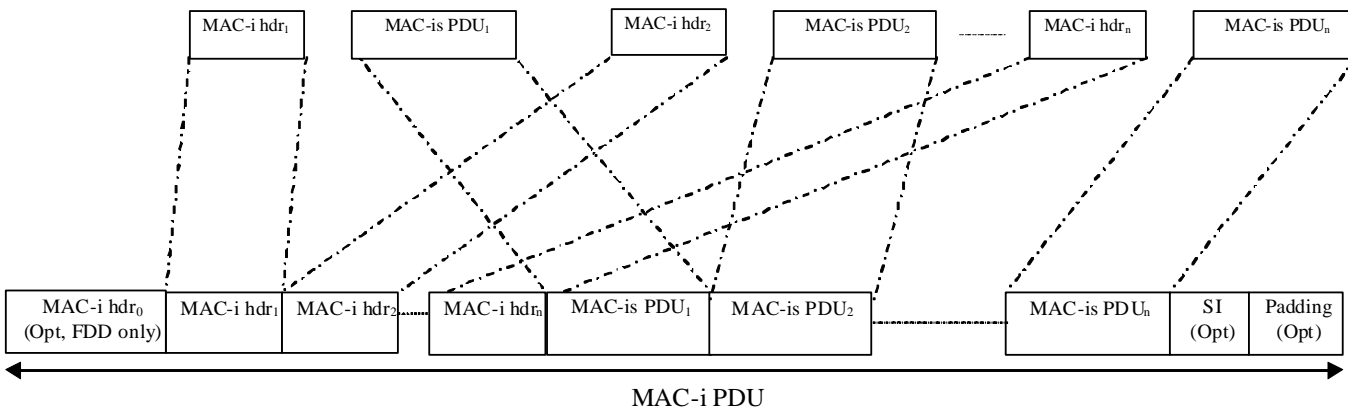 MAC-i hdr₁ MAC-is PDU₁ MAC-i hdr₂ MAC-is PDU₂ MAC-i hdrₙ MAC-is PDUₙ
MAC-i hdr₀ (Opt, FDD only) MAC-i hdr₁ MAC-i hdr₂ MAC-i hdrₙ MAC-is PDU₁ MAC-is PDU₂ MAC-is PDUₙ SI (Opt) Padding (Opt)
MAC-i PDU